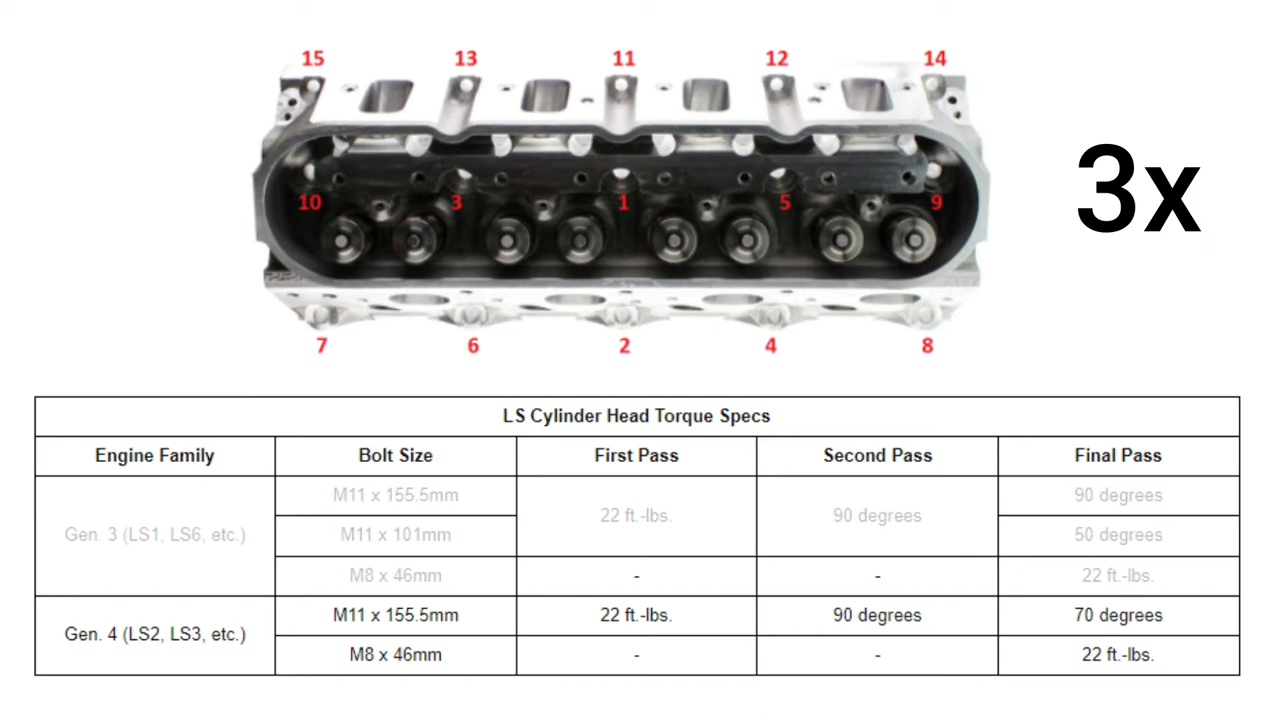 15 13 11 12 14
3x
10 3 1 5 9
7 6 2 4 8
LS Cylinder Head Torque Specs
Engine Family Bolt Size First Pass Second Pass Final Pass
Gen. 3 (LS1, LS6, etc.) M11 x 155.5mm 22 ft.-lbs. 90 degrees 90 degrees
M11 x 101mm 50 degrees
M8 x 46mm - - 22 ft.-lbs.
Gen. 4 (LS2, LS3, etc.) M11 x 155.5mm 22 ft.-lbs. 90 degrees 70 degrees
M8 x 46mm - - 22 ft.-lbs.